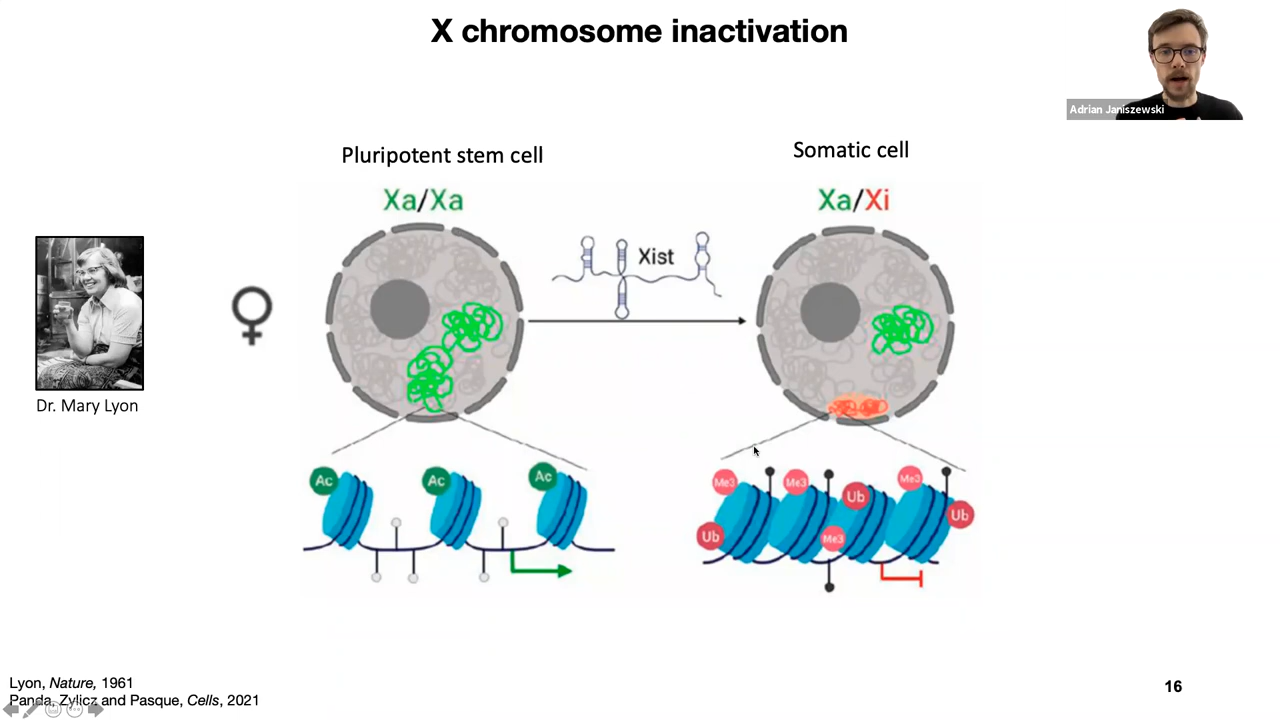 X chromosome inactivation
Adrian Janiszewski
Pluripotent stem cell
Somatic cell
Xa/Xa
Xa/Xi
Xist
Dr. Mary Lyon
Ac
Ac
Ac
Me3
Me3
Me3
Ub
Ub
Ub
Me3
Lyon, Nature, 1961
Panda, Zylicz and Pasque, Cells, 2021
16